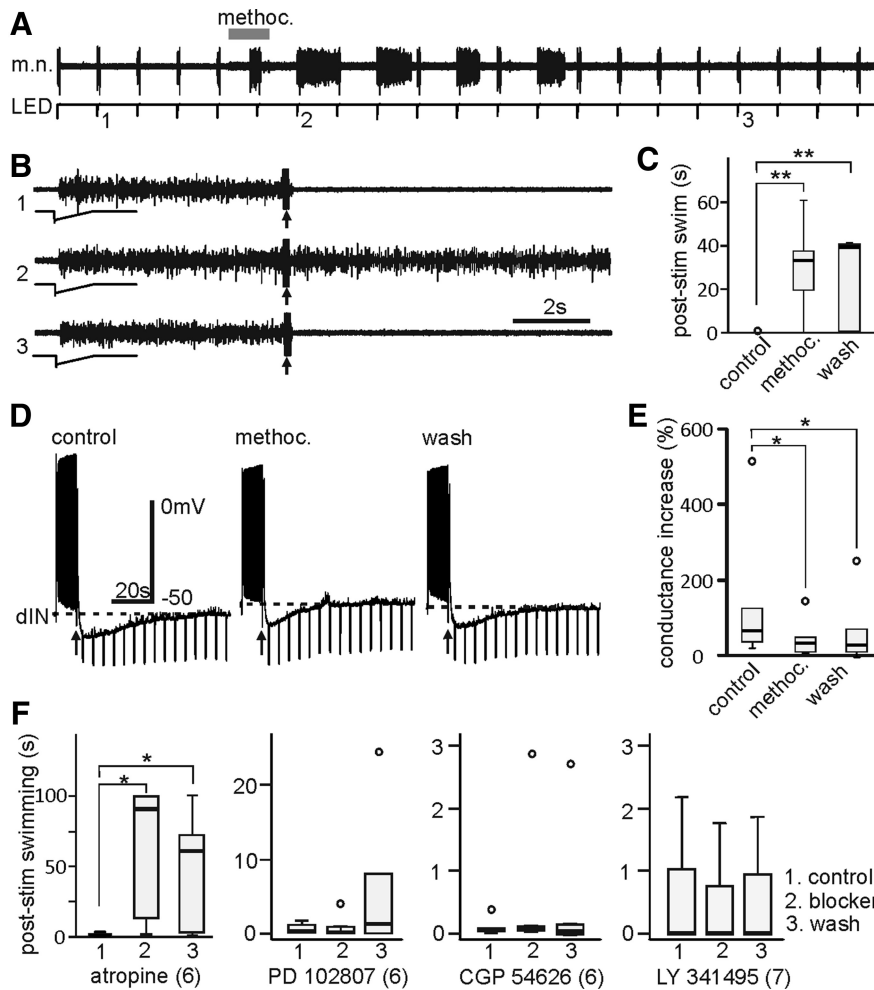 A
methoc.
m.n.
LED
1 2 3
B
1
2
2s
3
C
**
**
post-stim swim (s)
60
40
20
0
control
methoc.
wash
D
control
methoc.
wash
0mV
20s
-50
dIN
E
conductance increase (%)
600
400
200
0
*
*
control
methoc.
wash
F
post-stim swimming (s)
100
50
0
*
*
1 2 3
atropine (6)
20
10
0
1 2 3
PD 102807 (6)
3
2
1
0
1 2 3
CGP 54626 (6)
3
2
1
0
1 2 3
LY 341495 (7)
1. control
2. blocker
3. wash